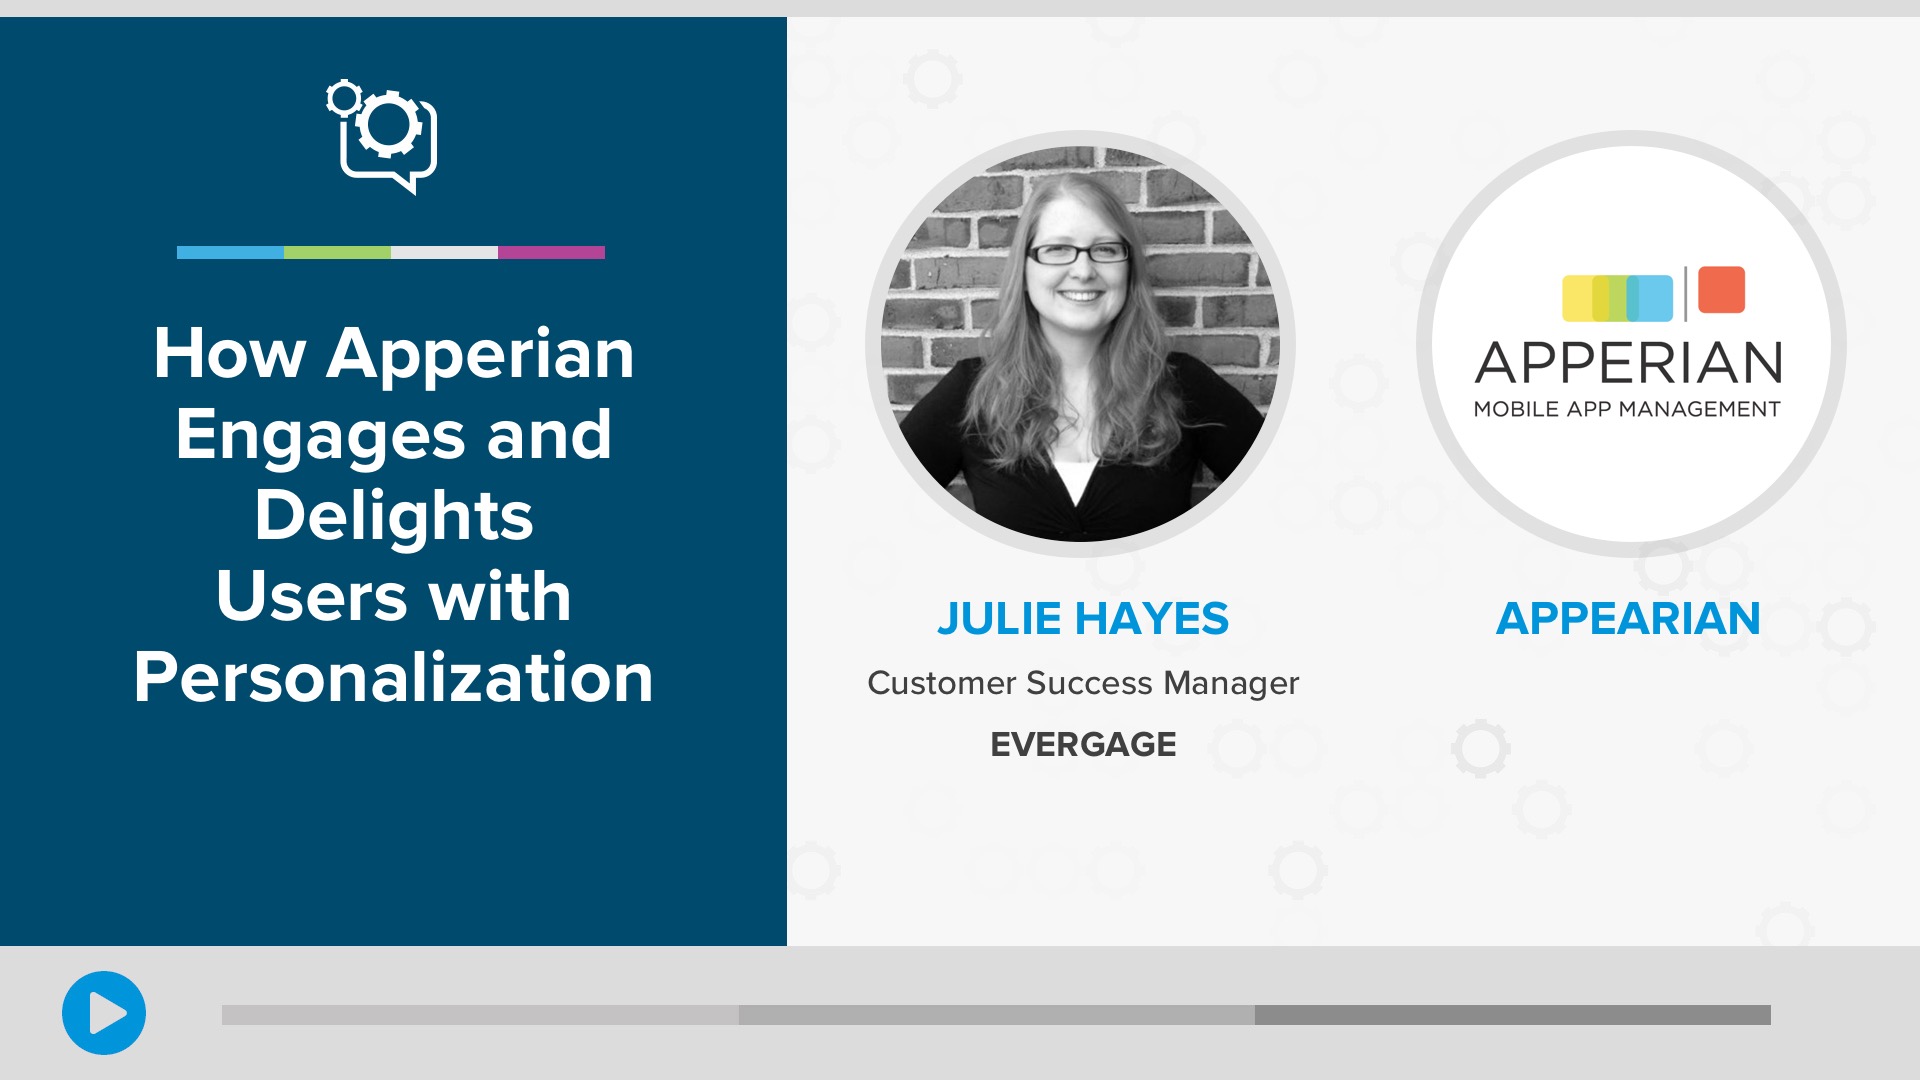 How Apperian
Engages and
Delights
Users with
Personalization
JULIE HAYES
Customer Success Manager
EVERGAGE
APPERIAN
MOBILE APP MANAGEMENT
APPEARIAN